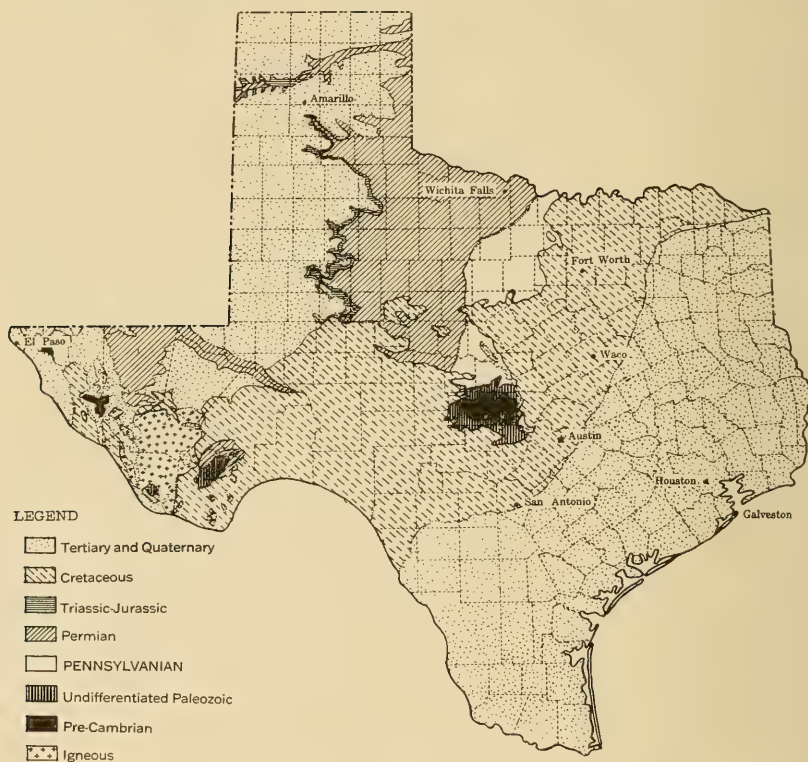 Amarillo
Wichita Falls
Fort Worth
El Paso
Waco
Austin
Houston
San Antonio
Galveston
LEGEND
Tertiary and Quaternary
Cretaceous
Triassic-Jurassic
Permian
PENNSYLVANIAN
Undifferentiated Paleozoic
Pre-Cambrian
Igneous